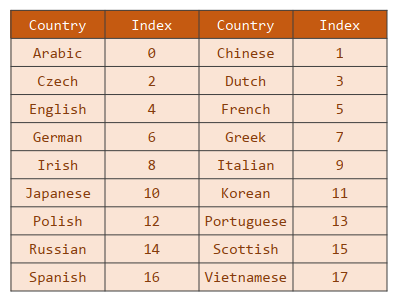 Country Index Country Index
Arabic 0 Chinese 1
Czech 2 Dutch 3
English 4 French 5
German 6 Greek 7
Irish 8 Italian 9
Japanese 10 Korean 11
Polish 12 Portuguese 13
Russian 14 Scottish 15
Spanish 16 Vietnamese 17